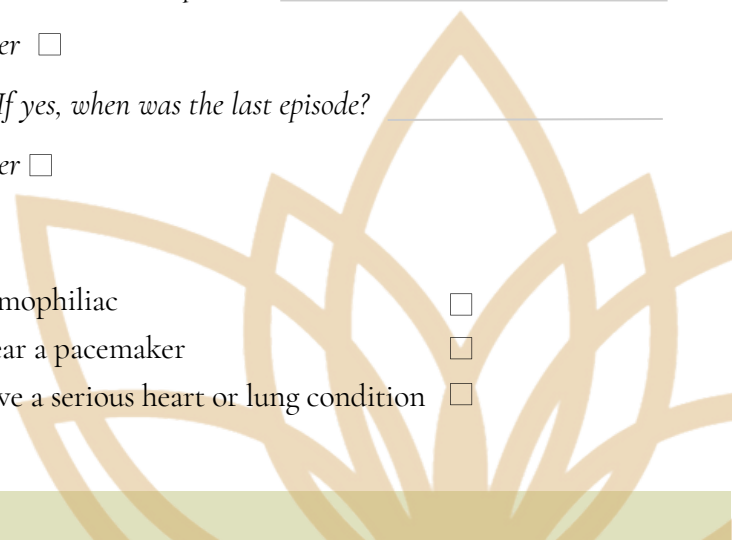 er
If yes, when was the last episode?
er
mophiliac
ear a pacemaker
ve a serious heart or lung condition